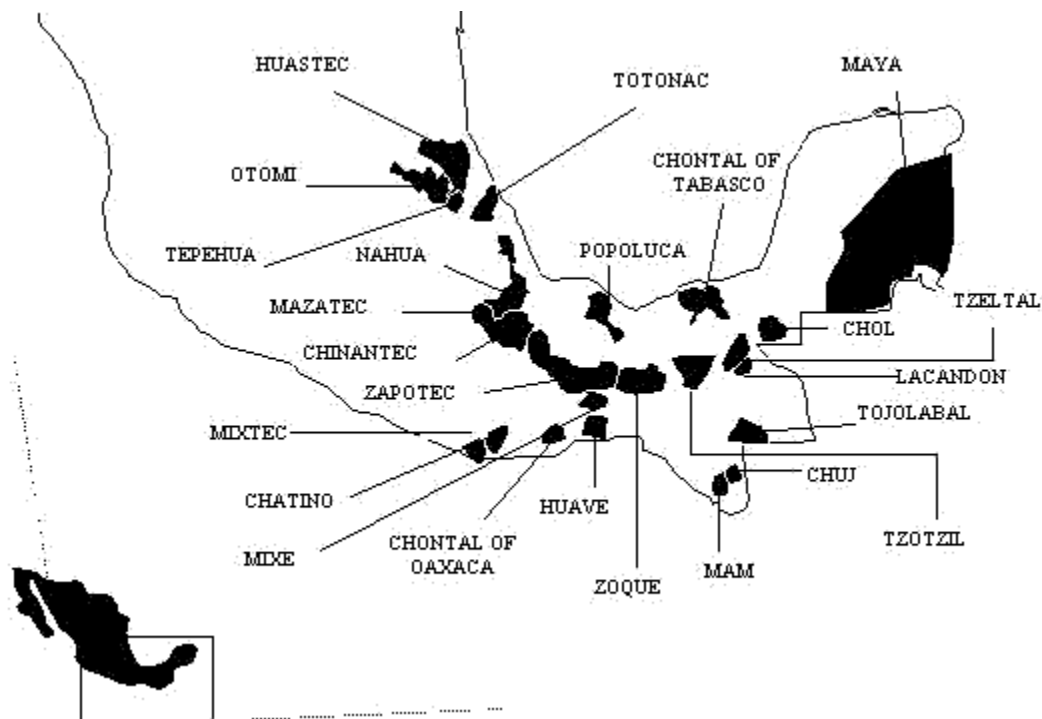 HUASTEC
TOTONAC
MAYA
OTOMI
CHONTAL OF
TABASCO
TEPEHUA
NAHUA
POPOLUCA
MAZATEC
TZELTAL
CHOL
CHINANTEC
LACANDON
ZAPOTEC
TOJOLABAL
MIXTEC
CHUJ
CHATINO
HUAVE
TZOTZIL
MIXE
CHONTAL OF
OAXACA
ZOQUE
MAM